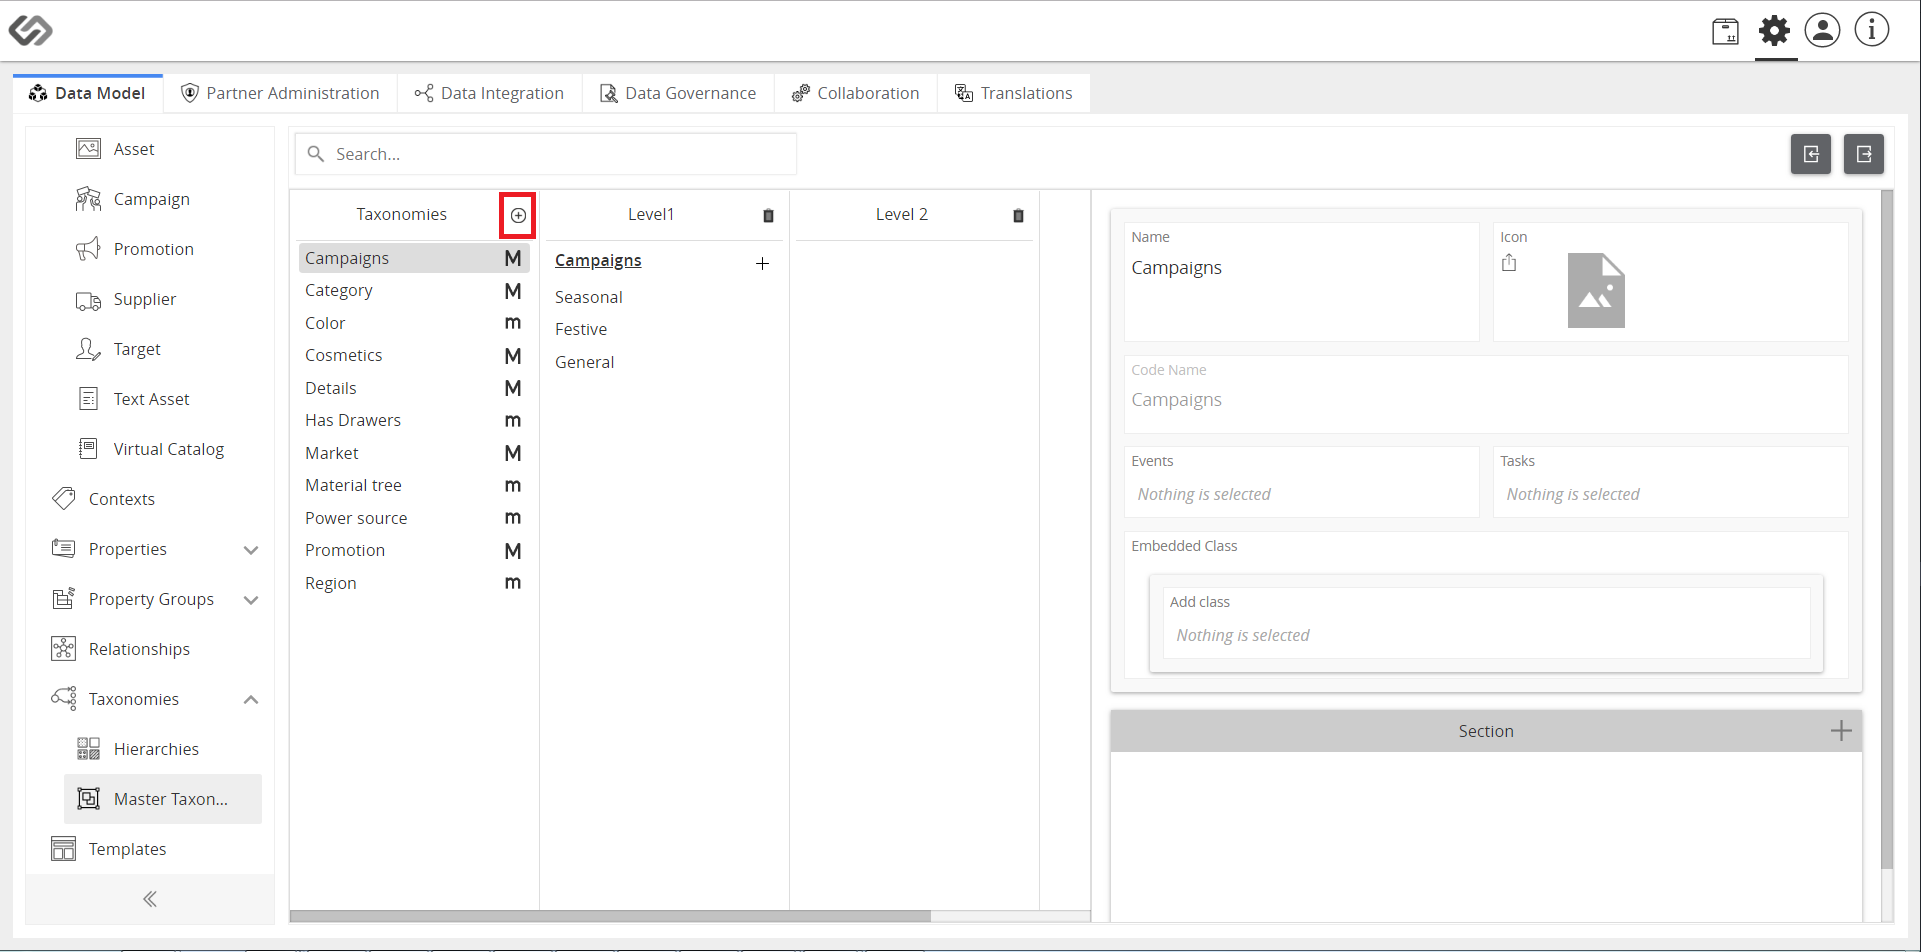 Data Model
Partner Administration
Data Integration
Data Governance
Collaboration
Translations
Asset
Campaign
Promotion
Supplier
Target
Text Asset
Virtual Catalog
Contexts
Properties
Property Groups
Relationships
Taxonomies
Hierarchies
Master Taxon...
Templates
Search...
Taxonomies
Campaigns M
Category M
Color m
Cosmetics M
Details M
Has Drawers m
Market M
Material tree m
Power source m
Promotion M
Region m
Level1
Campaigns
Seasonal
Festive
General
Level 2
Name
Campaigns
Icon
Code Name
Campaigns
Events
Nothing is selected
Tasks
Nothing is selected
Embedded Class
Add class
Nothing is selected
Section